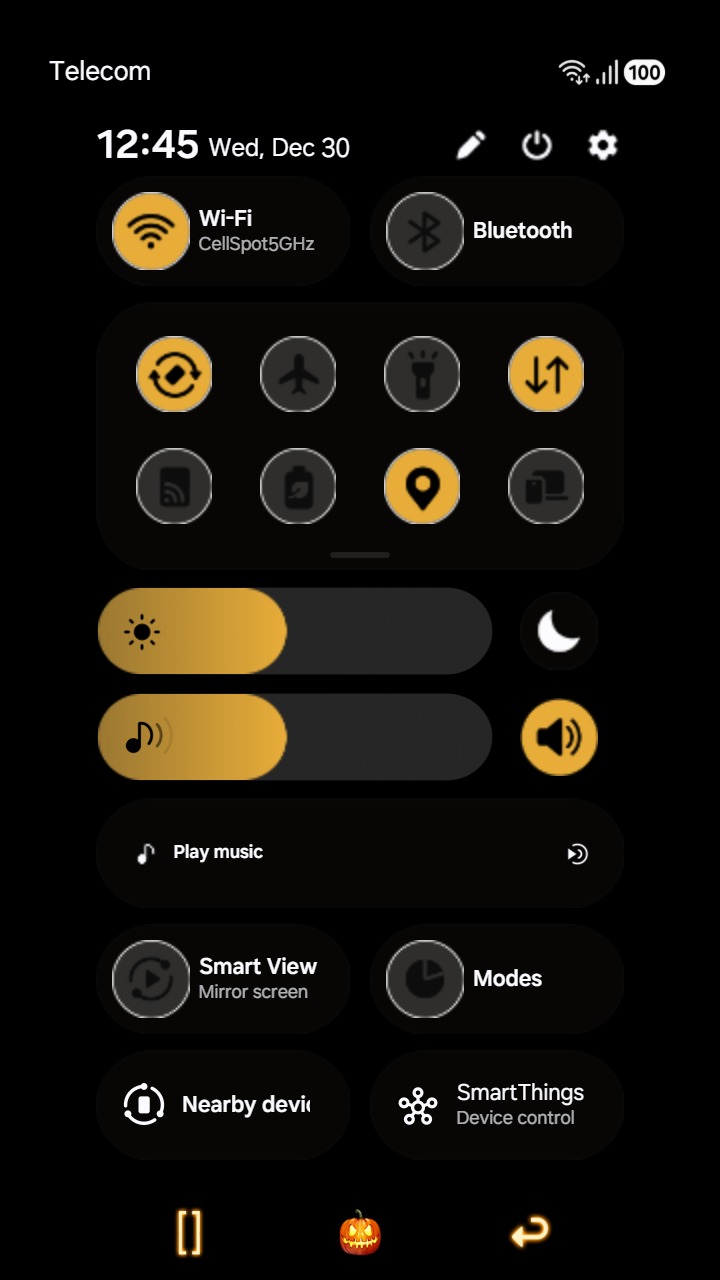 Telecom
100
12:45 Wed, Dec 30
Wi-Fi
CellSpot5GHz
Bluetooth
Play music
Smart View
Mirror screen
Modes
Nearby devi
SmartThings
Device control